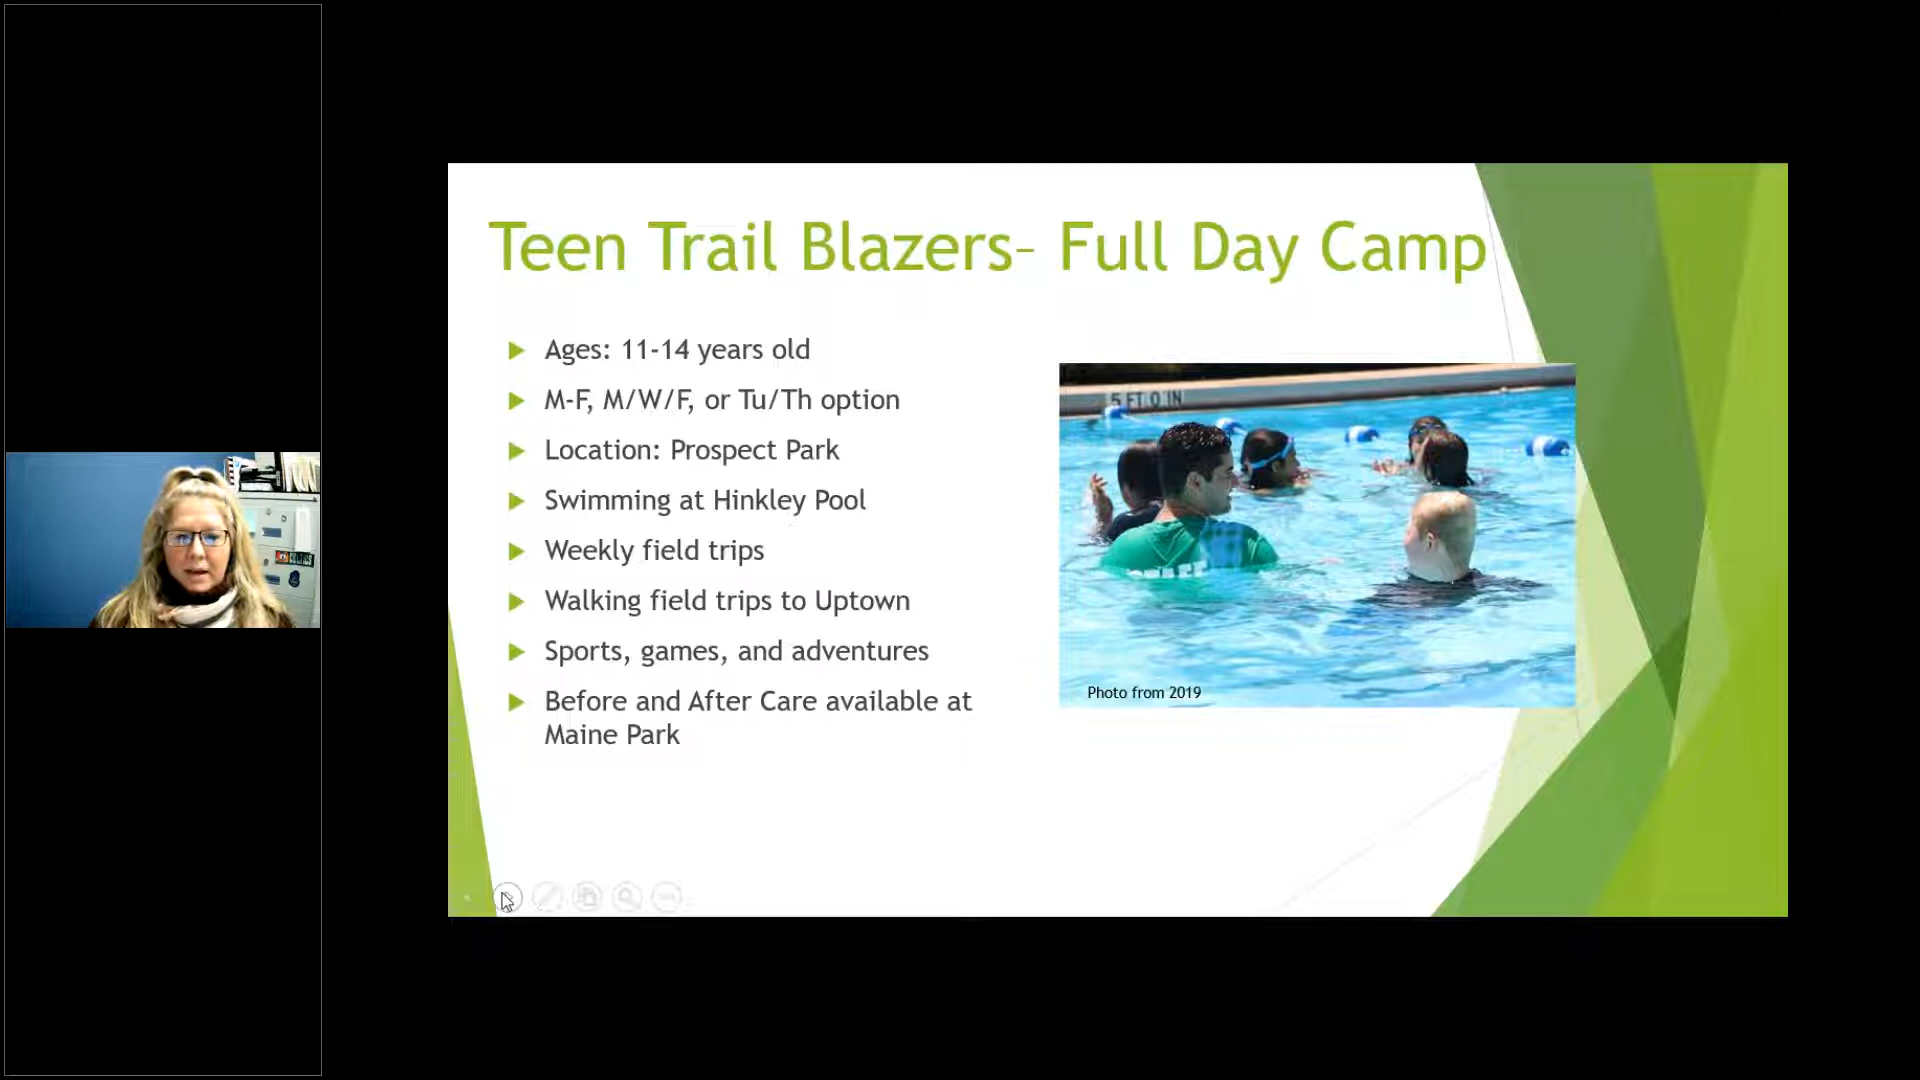 Teen Trail Blazers– Full Day Camp
Ages: 11-14 years old
M-F, M/W/F, or Tu/Th option
Location: Prospect Park
Swimming at Hinkley Pool
Weekly field trips
Walking field trips to Uptown
Sports, games, and adventures
Before and After Care available at
Maine Park
5 FT 0 IN
Photo from 2019